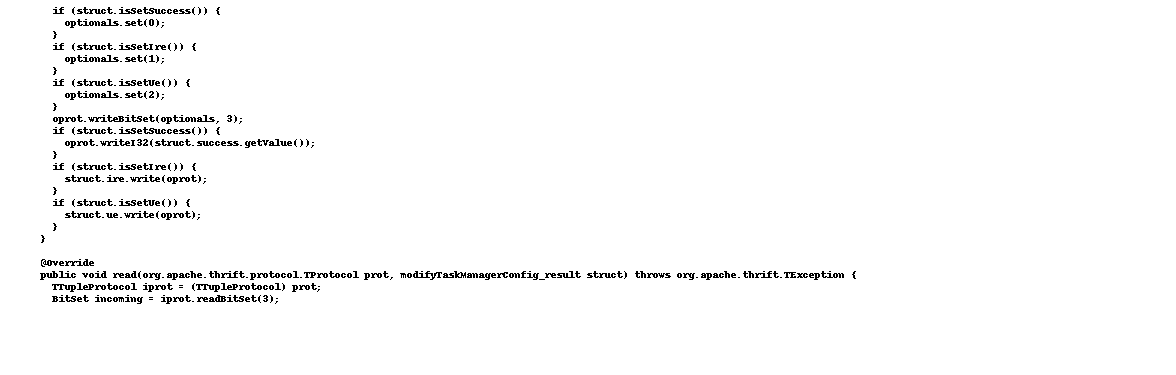 if (struct.isSetSuccess()) {
optionals.set(0);
}
if (struct.isSetIre()) {
optionals.set(1);
}
if (struct.isSetUe()) {
optionals.set(2);
}
oprot.writeBitSet(optionals, 3);
if (struct.isSetSuccess()) {
oprot.writeI32(struct.success.getValue());
}
if (struct.isSetIre()) {
struct.ire.write(oprot);
}
if (struct.isSetUe()) {
struct.ue.write(oprot);
}
}
@Override
public void read(org.apache.thrift.protocol.TProtocol prot, modifyTaskManagerConfig_result struct) throws org.apache.thrift.TException {
TTupleProtocol iprot = (TTupleProtocol) prot;
BitSet incoming = iprot.readBitSet(3);